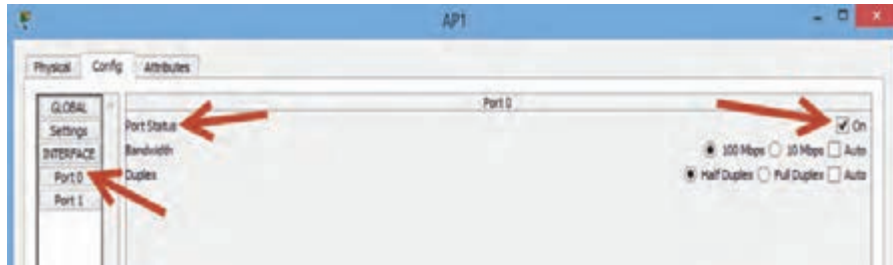 AP1
Physical Config Attributes
GLOBAL
Settings
INTERFACE
Port 0
Port 1
Port 0
Port Status On
Bandwidth 100 Mbps 10 Mbps Auto
Duplex Half Duplex Full Duplex Auto